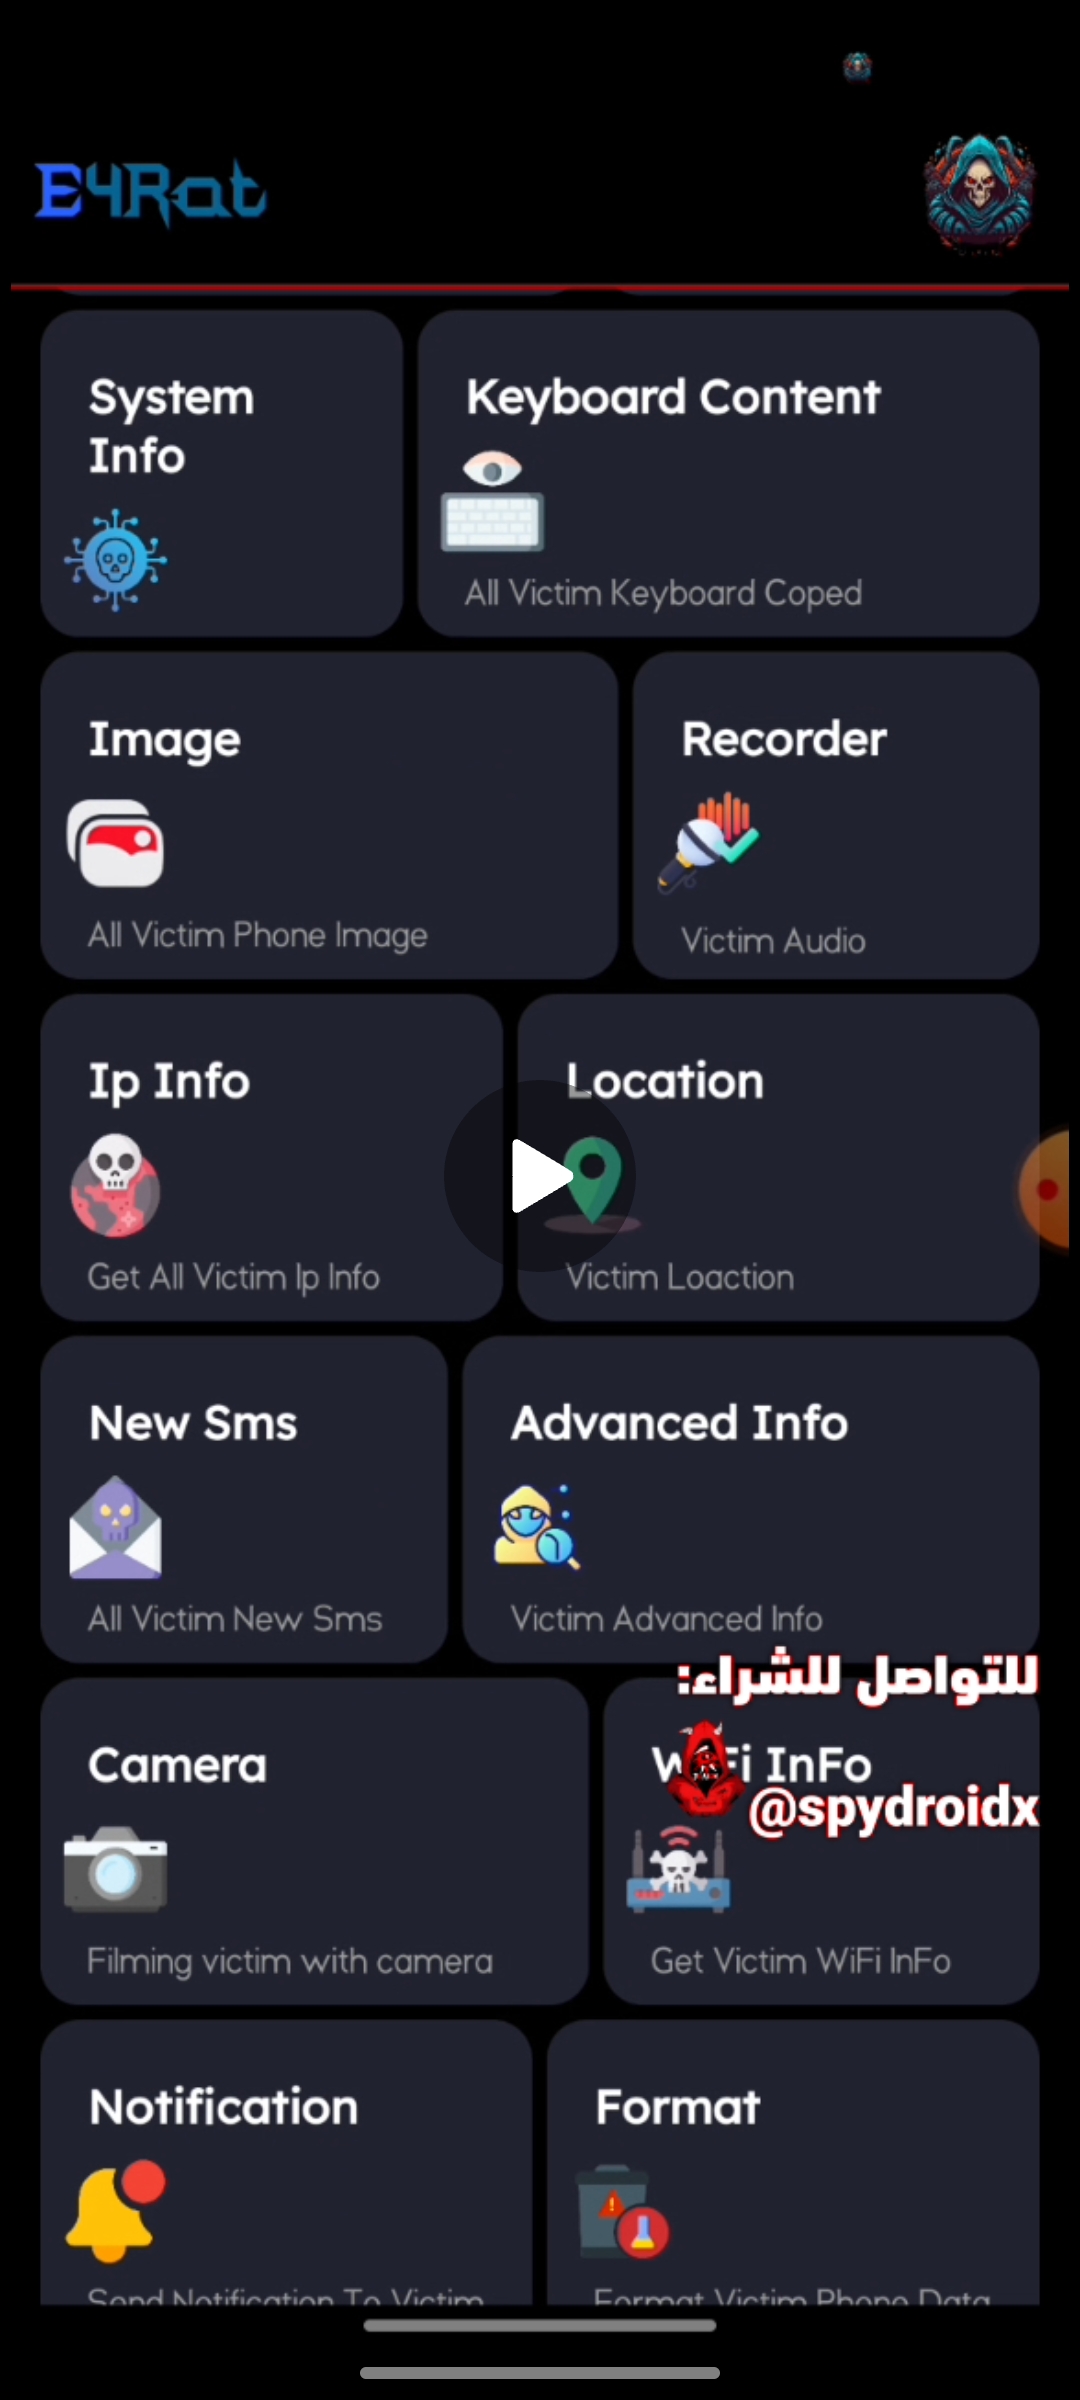 E4Rat
System
Info
Keyboard Content
All Victim Keyboard Coped
Image
All Victim Phone Image
Recorder
Victim Audio
Ip Info
Get All Victim Ip Info
Location
Victim Loaction
New Sms
All Victim New Sms
Advanced Info
Victim Advanced Info
للتواصل للشراء:
@spydroidx
Camera
Filming victim with camera
WiFi InFo
Get Victim WiFi InFo
Notification
Send Notification To Victim
Format
Format Victim Phone Data